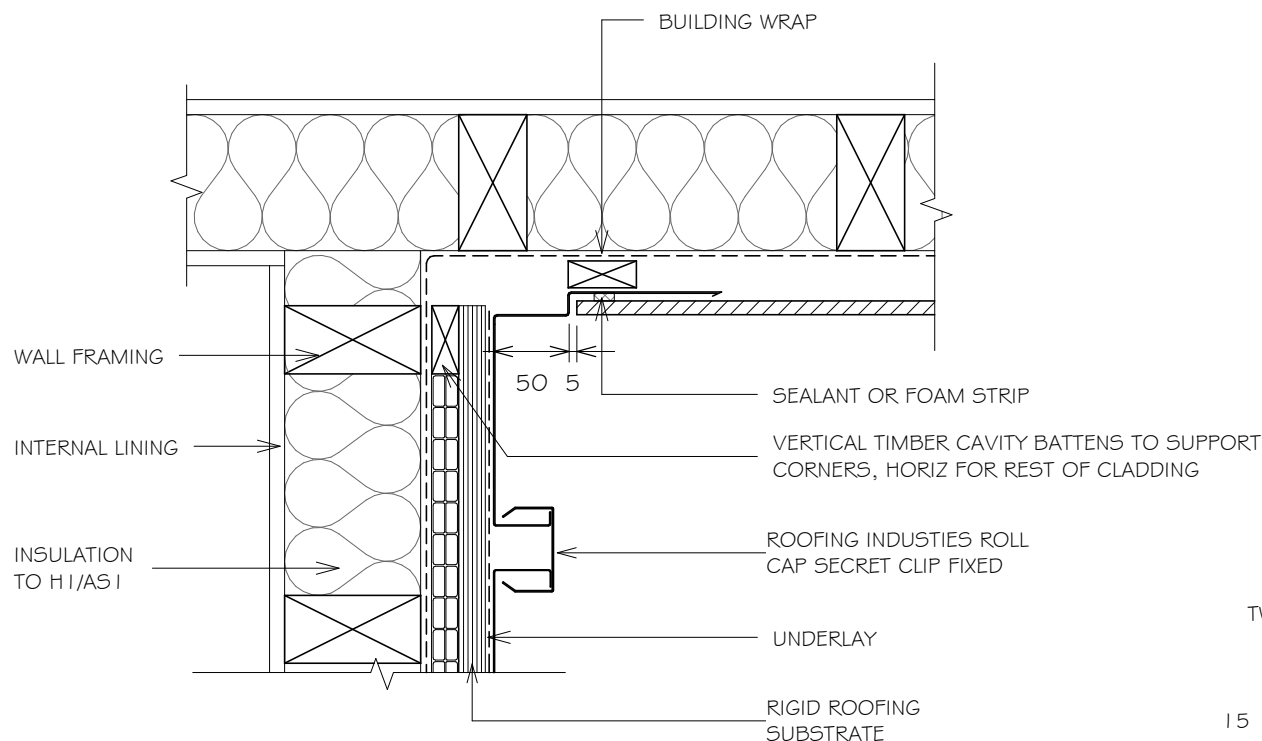 BUILDING WRAP
WALL FRAMING
50 5
SEALANT OR FOAM STRIP
INTERNAL LINING
VERTICAL TIMBER CAVITY BATTENS TO SUPPORT
CORNERS, HORIZ FOR REST OF CLADDING
INSULATION
TO H1/AS1
ROOFING INDUSTIES ROLL
CAP SECRET CLIP FIXED
UNDERLAY
RIGID ROOFING
SUBSTRATE
15